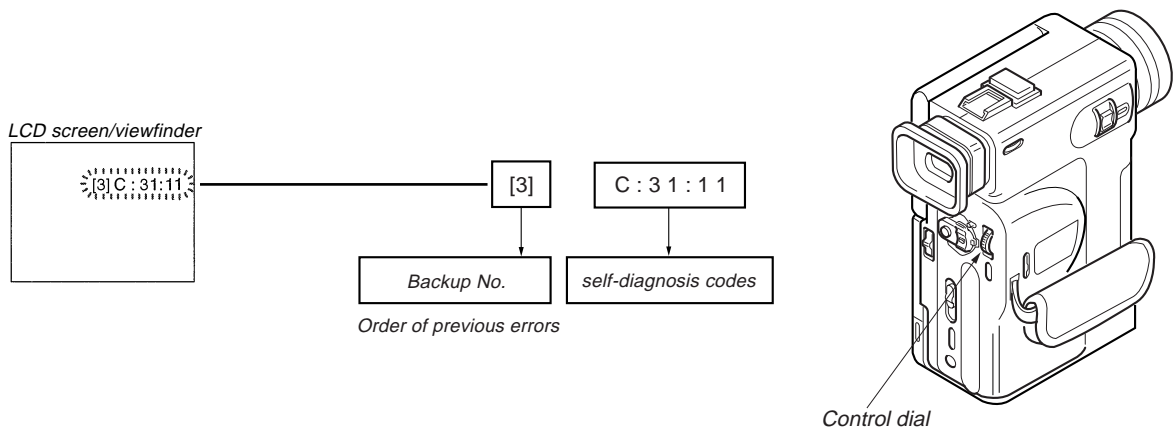 LCD screen/viewfinder
[3] C : 31:11
[3]
C : 3 1 : 1 1
Backup No.
self-diagnosis codes
Order of previous errors
Control dial